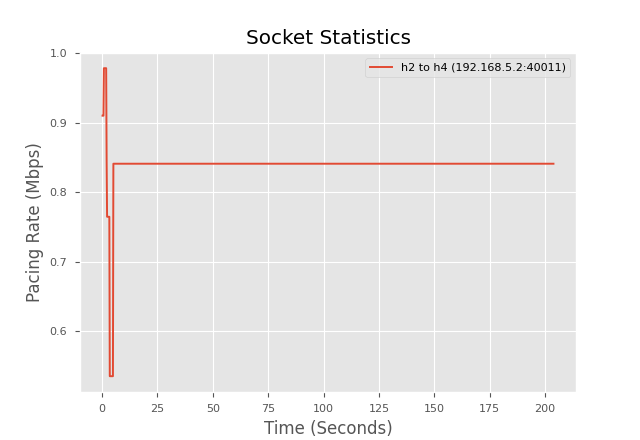 Socket Statistics
h2 to h4 (192.168.5.2:40011)
1.0
0.9
0.8
0.7
0.6
Pacing Rate (Mbps)
0 25 50 75 100 125 150 175 200
Time (Seconds)